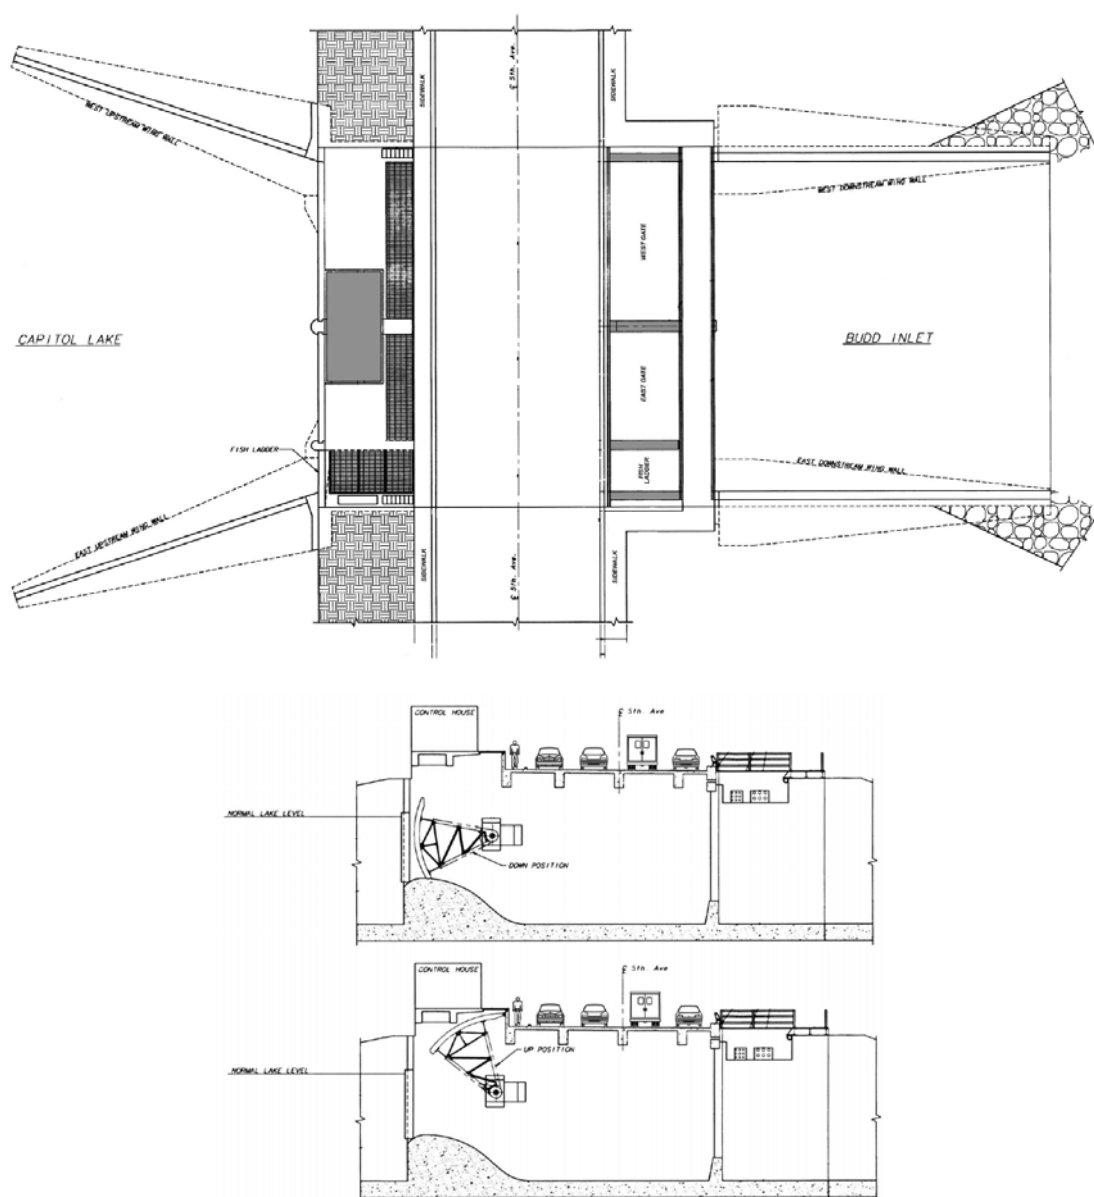 SIDEWALK
℄ 5th. Ave.
SIDEWALK
WEST UPSTREAM WING WALL
WEST DOWNSTREAM WING WALL
WEST GATE
CAPITOL LAKE
BUDD INLET
EAST GATE
FISH LADDER
FISH
LADDER
EAST DOWNSTREAM WING WALL
EAST UPSTREAM WING WALL
SIDEWALK
℄ 5th. Ave.
SIDEWALK
CONTROL HOUSE
℄ 5th. Ave
NORMAL LAKE LEVEL
DOWN POSITION
CONTROL HOUSE
℄ 5th. Ave
UP POSITION
NORMAL LAKE LEVEL